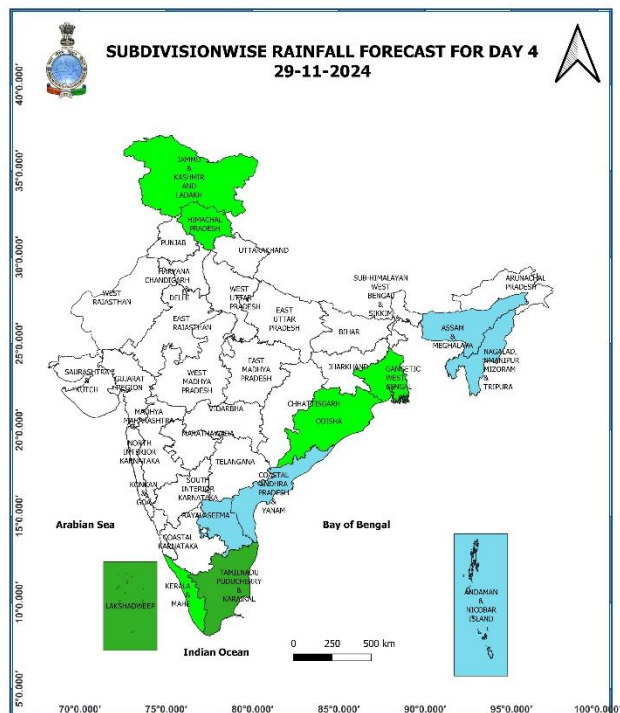 SUBDIVISIONWISE RAINFALL FORECAST FOR DAY 4
29-11-2024
40°0.000'
35°0.000'
30°0.000'
25°0.000'
20°0.000'
15°0.000'
10°0.000'
5°0.000'
JAMMU
&
KASHMIR
AND
LADAKH
HIMACHAL
PRADESH
PUNJAB
UTTARAKHAND
HARYANA
CHANDIGARH
&
DELHI
WEST
RAJASTHAN
WEST
UTTAR
PRADESH
EAST
UTTAR
PRADESH
EAST
RAJASTHAN
SUB-HIMALAYAN
WEST
BENGAL
&
SIKKIM
ARUNACHAL
PRADESH
ASSAM
&
MEGHALAYA
NAGALAD,
MIZORAM
&
TRIPURA
BIHAR
JHARKHAND
GANGETIC
WEST
BENGAL
SAURASHTRA
&
KUTCH
GUJARAT
REGION
WEST
MADHYA
PRADESH
EAST
MADHYA
PRADESH
CHHATTISGARH
ODISHA
VIDARBHA
MADHYA
MAHARASHTRA
MARATHAWADA
NORTH
INTERIOR
KARNATAKA
TELANGANA
KONKAN
&
GOA
SOUTH
INTERIOR
KARNATAKA
COASTAL
ANDHRA
PRADESH
&
YANAM
RAYALASEEMA
COASTAL
KARNATAKA
Arabian Sea
Bay of Bengal
LAKSHADWEEP
KERALA
&
MAHE
TAMILNADU
PUDUCHERRY
&
KARAIKAL
ANDAMAN
&
NICOBAR
ISLAND
Indian Ocean
0 250 500 km
70°0.000' 75°0.000' 80°0.000' 85°0.000' 90°0.000' 95°0.000' 100°0.000'